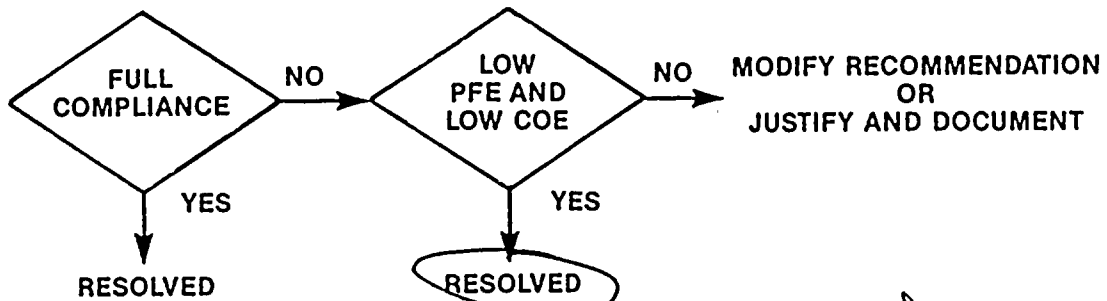 FULL
COMPLIANCE
NO
LOW
PFE AND
LOW COE
NO
MODIFY RECOMMENDATION
OR
JUSTIFY AND DOCUMENT
YES
YES
RESOLVED
RESOLVED